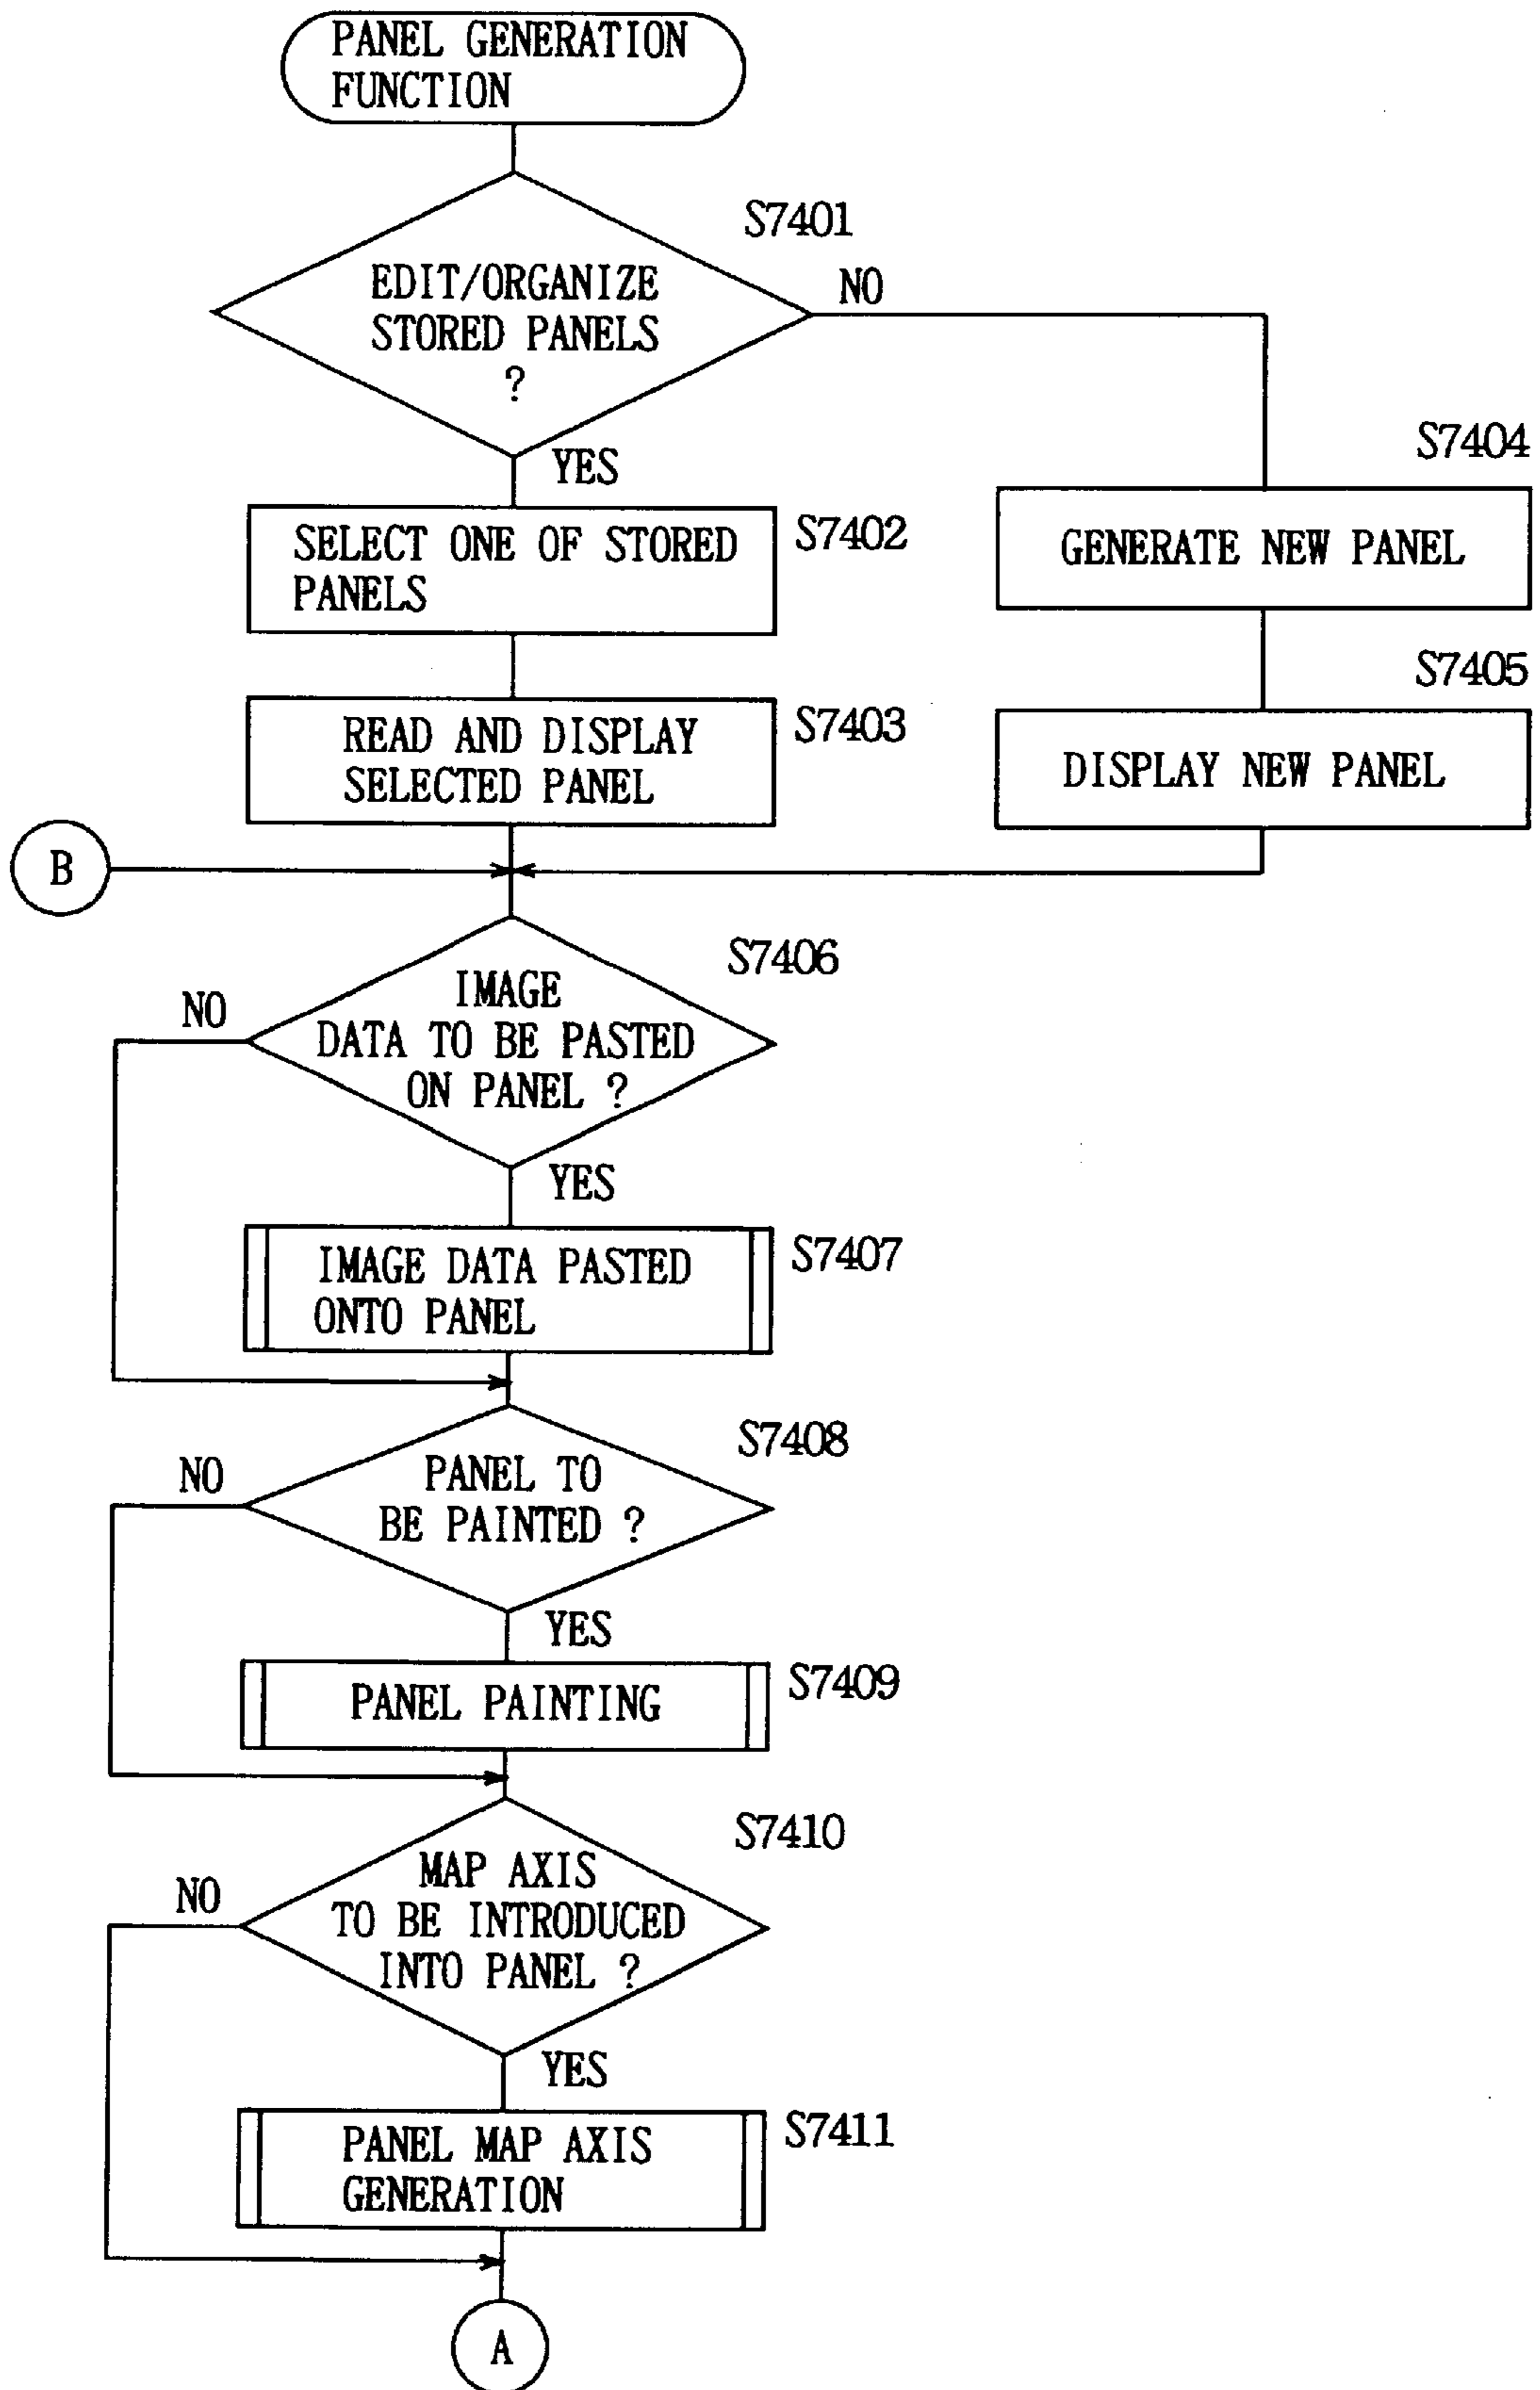 PANEL GENERATION
FUNCTION
S7401
EDIT/ORGANIZE
STORED PANELS
?
NO
YES
S7402
SELECT ONE OF STORED
PANELS
S7404
GENERATE NEW PANEL
S7403
READ AND DISPLAY
SELECTED PANEL
S7405
DISPLAY NEW PANEL
B
S7406
IMAGE
DATA TO BE PASTED
ON PANEL ?
NO
YES
S7407
IMAGE DATA PASTED
ONTO PANEL
S7408
PANEL TO
BE PAINTED ?
NO
YES
S7409
PANEL PAINTING
S7410
MAP AXIS
TO BE INTRODUCED
INTO PANEL ?
NO
YES
S7411
PANEL MAP AXIS
GENERATION
A